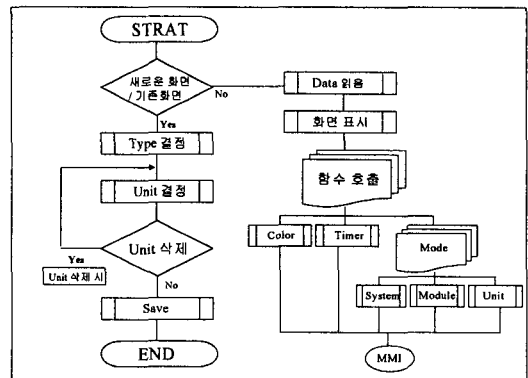 STRAT
새로운 화면
/ 기존화면
No
Yes
Type 결정
Unit 결정
Unit 삭제
Yes
Unit 삭제 시
No
Save
END
Data 읽음
화면 표시
함수 호출
Color
Timer
Mode
System
Module
Unit
MMI